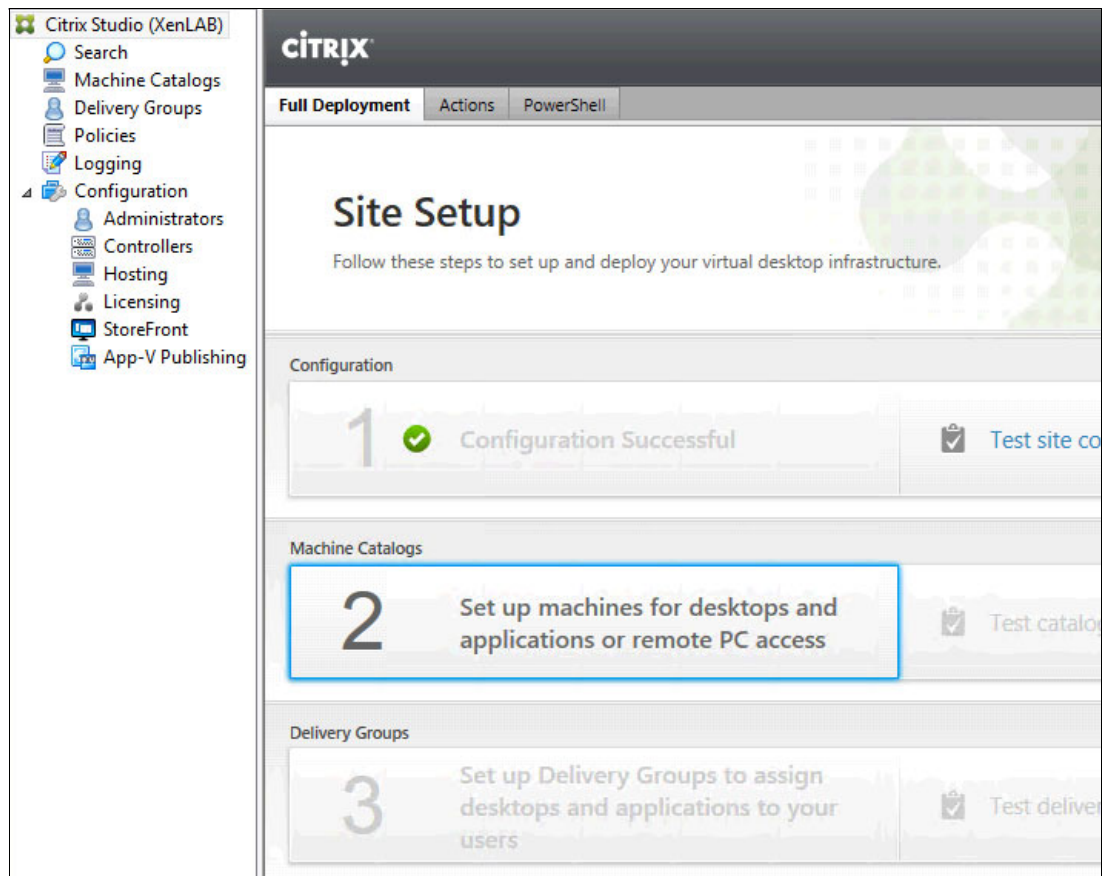 Citrix Studio (XenLAB)
Search
Machine Catalogs
Delivery Groups
Policies
Logging
Configuration
Administrators
Controllers
Hosting
Licensing
StoreFront
App-V Publishing
CITRIX
Full Deployment
Actions
PowerShell
Site Setup
Follow these steps to set up and deploy your virtual desktop infrastructure.
Configuration
1
Configuration Successful
Test site co
Machine Catalogs
2
Set up machines for desktops and
applications or remote PC access
Test catalo
Delivery Groups
3
Set up Delivery Groups to assign
desktops and applications to your
users
Test deliver